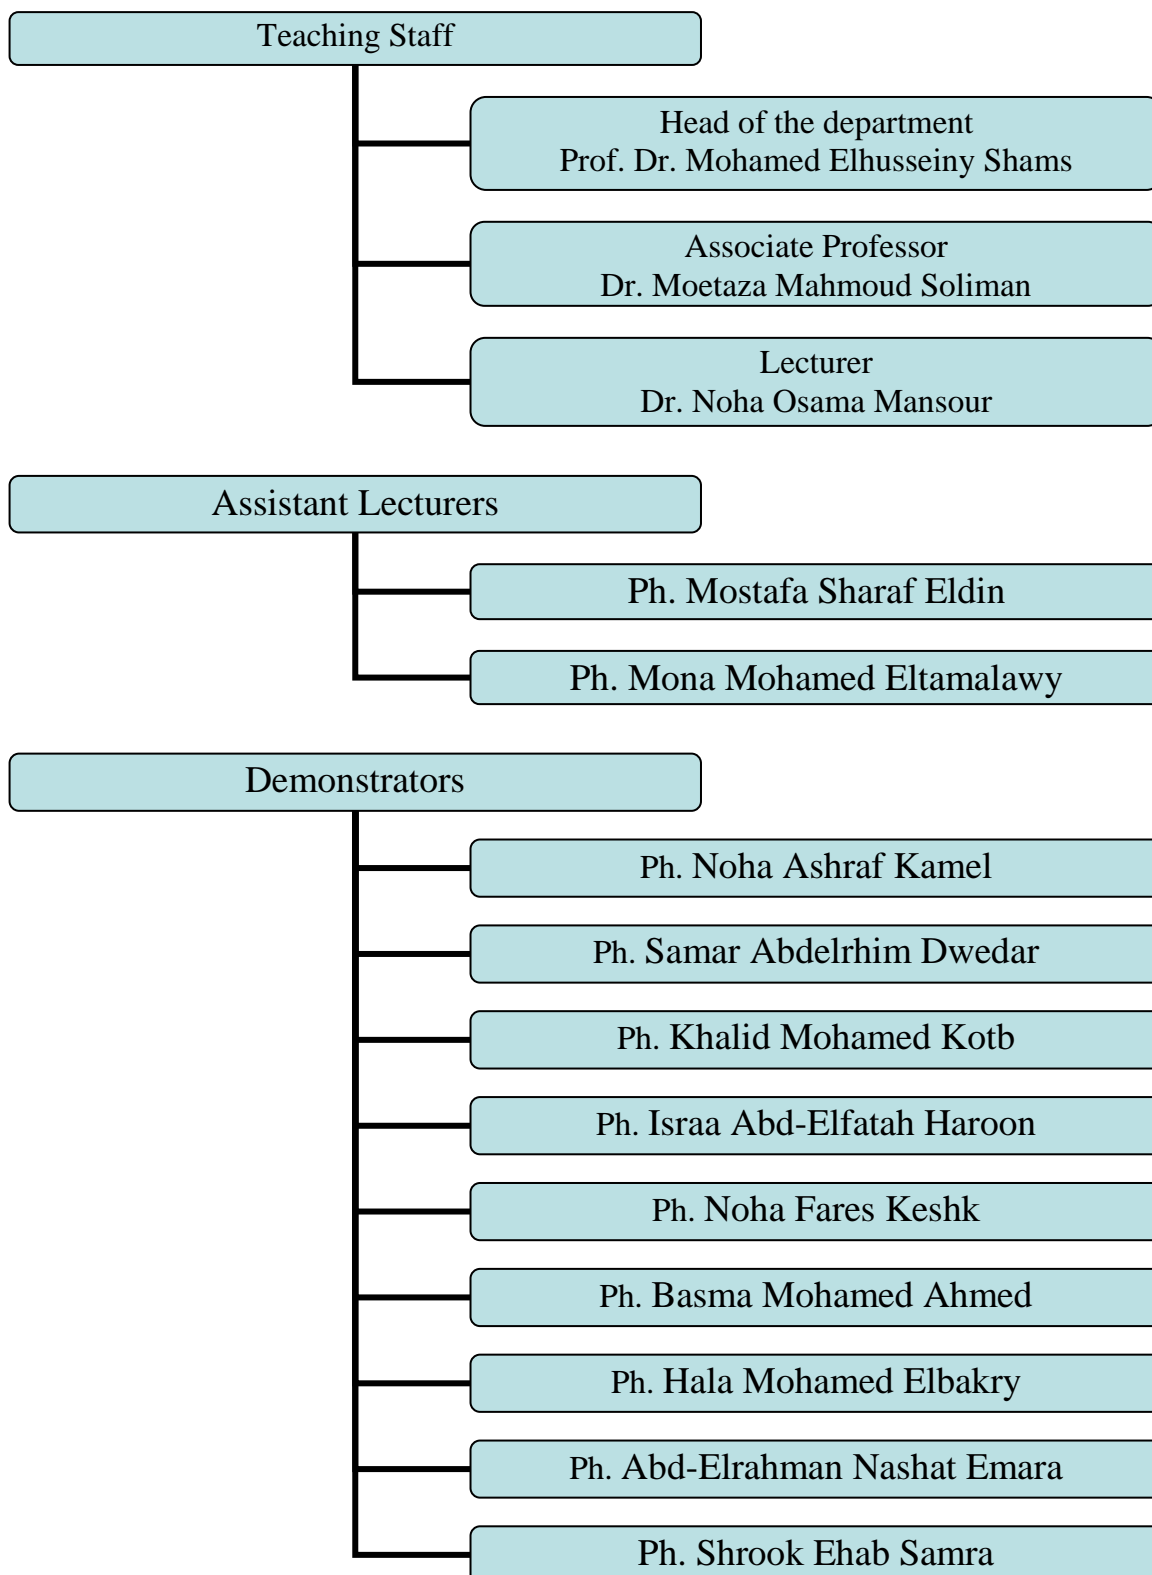 Teaching Staff
Head of the department
Prof. Dr. Mohamed Elhusseiny Shams
Associate Professor
Dr. Moetaza Mahmoud Soliman
Lecturer
Dr. Noha Osama Mansour
Assistant Lecturers
Ph. Mostafa Sharaf Eldin
Ph. Mona Mohamed Eltamalawy
Demonstrators
Ph. Noha Ashraf Kamel
Ph. Samar Abdelrhim Dwedar
Ph. Khalid Mohamed Kotb
Ph. Israa Abd-Elfatah Haroon
Ph. Noha Fares Keshk
Ph. Basma Mohamed Ahmed
Ph. Hala Mohamed Elbakry
Ph. Abd-Elrahman Nashat Emara
Ph. Shrook Ehab Samra